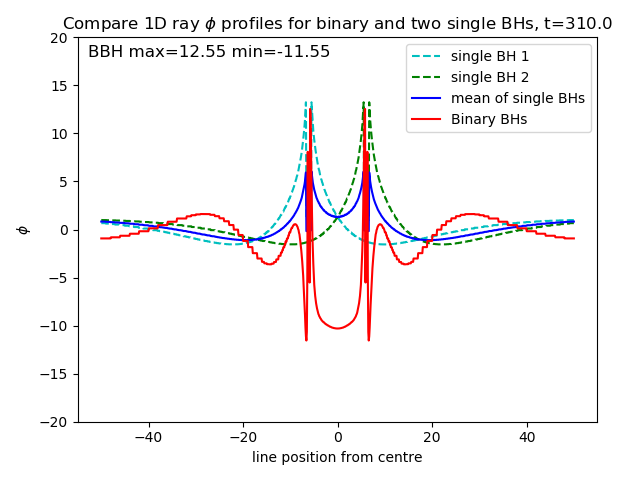 Compare 1D ray ϕ profiles for binary and two single BHs, t=310.0
BBH max=12.55 min=-11.55
single BH 1
single BH 2
mean of single BHs
Binary BHs
20
15
10
5
0
−5
−10
−15
−20
ϕ
−40
−20
0
20
40
line position from centre